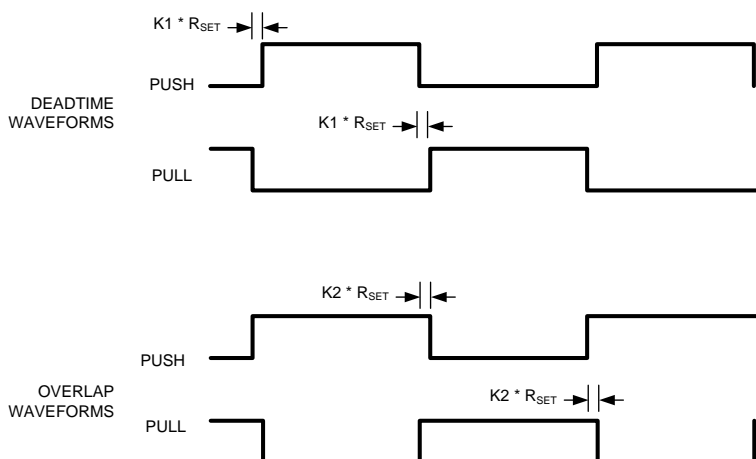 K1 * RSET
PUSH
DEADTIME
WAVEFORMS
K1 * RSET
PULL
K2 * RSET
PUSH
OVERLAP
WAVEFORMS
K2 * RSET
PULL